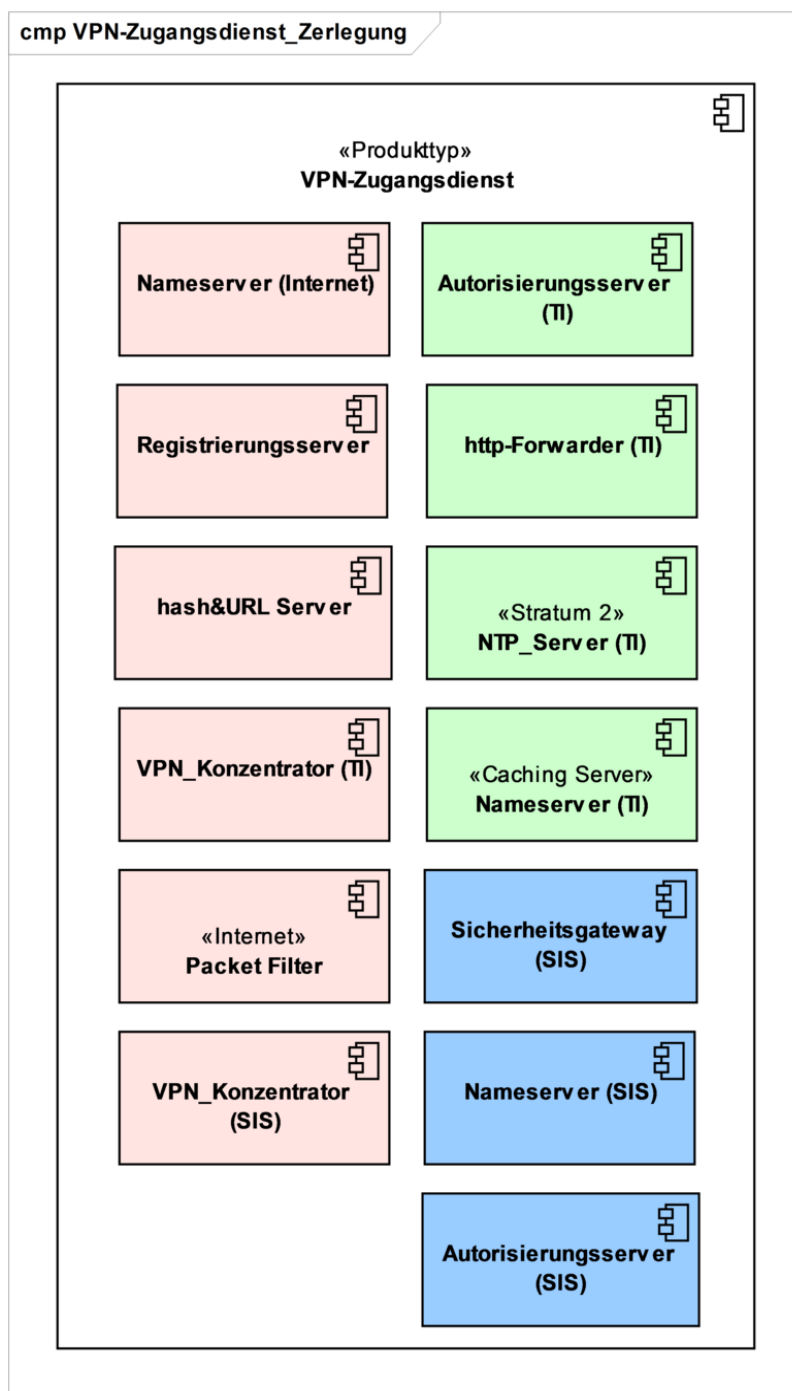 cmp VPN-Zugangsdienst_Zerlegung
«Produkttyp»
VPN-Zugangsdienst
Nameserver (Internet)
Autorisierungsserver
(TI)
Registrierungsserver
http-Forwarder (TI)
hash&URL Server
«Stratum 2»
NTP_Server (TI)
VPN_Konzentrator (TI)
«Caching Server»
Nameserver (TI)
«Internet»
Packet Filter
Sicherheitsgateway
(SIS)
VPN_Konzentrator
(SIS)
Nameserver (SIS)
Autorisierungsserver
(SIS)